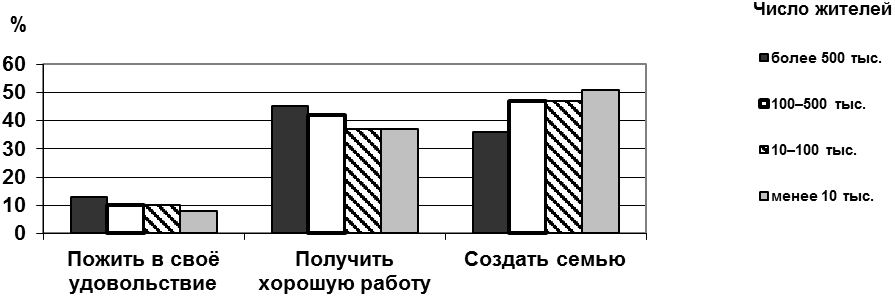 %
60
50
40
30
20
10
0
Пожить в своё
удовольствие
Получить
хорошую работу
Создать семью
Число жителей
более 500 тыс.
100–500 тыс.
10–100 тыс.
менее 10 тыс.